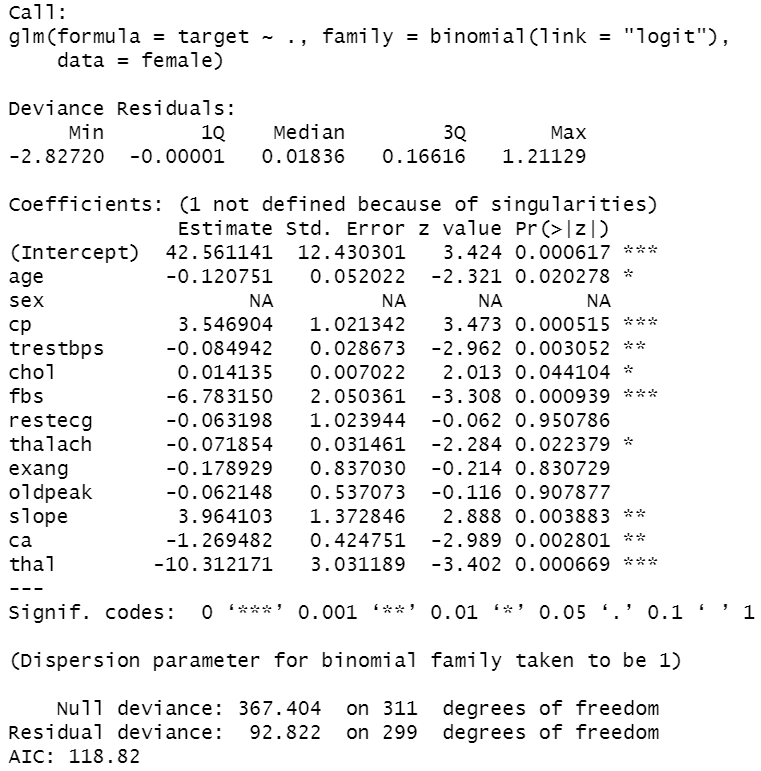 Call:
glm(formula = target ~ ., family = binomial(link = "logit"),
    data = female)

Deviance Residuals:
     Min        1Q    Median        3Q       Max
-2.82720  -0.00001   0.01836   0.16616   1.21129

Coefficients: (1 not defined because of singularities)
              Estimate Std. Error z value Pr(>|z|)
(Intercept)  42.561141  12.430301   3.424 0.000617 ***
age          -0.120751   0.052022  -2.321 0.020278 *
sex                 NA         NA      NA       NA
cp            3.546904   1.021342   3.473 0.000515 ***
trestbps     -0.084942   0.028673  -2.962 0.003052 **
chol          0.014135   0.007022   2.013 0.044104 *
fbs          -6.783150   2.050361  -3.308 0.000939 ***
restecg      -0.063198   1.023944  -0.062 0.950786
thalach      -0.071854   0.031461  -2.284 0.022379 *
exang        -0.178929   0.837030  -0.214 0.830729
oldpeak      -0.062148   0.537073  -0.116 0.907877
slope         3.964103   1.372846   2.888 0.003883 **
ca           -1.269482   0.424751  -2.989 0.002801 **
thal        -10.312171   3.031189  -3.402 0.000669 ***
---
Signif. codes:  0 ‘***’ 0.001 ‘**’ 0.01 ‘*’ 0.05 ‘.’ 0.1 ‘ ’ 1

(Dispersion parameter for binomial family taken to be 1)

    Null deviance: 367.404  on 311  degrees of freedom
Residual deviance:  92.822  on 299  degrees of freedom
AIC: 118.82